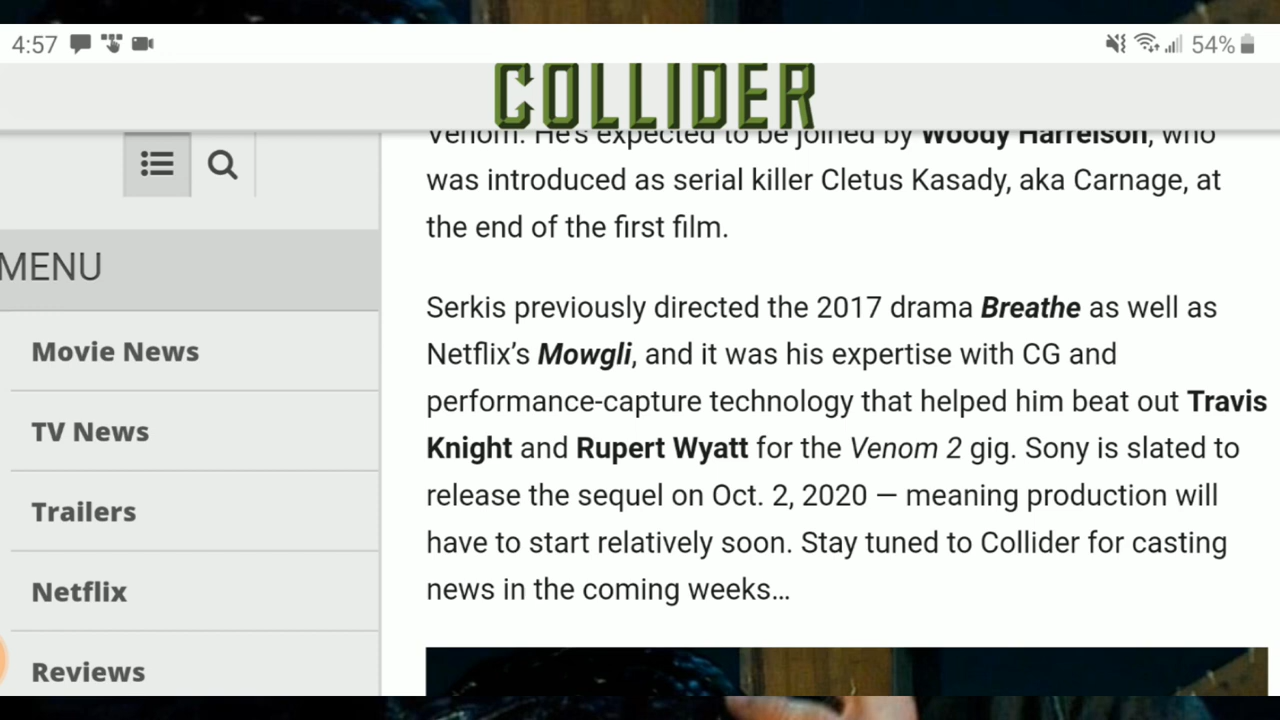 4:57
54%
COLLIDER
Venom. He's expected to be joined by Woody Harrelson, who
was introduced as serial killer Cletus Kasady, aka Carnage, at
the end of the first film.
MENU
Movie News
TV News
Trailers
Netflix
Reviews
Serkis previously directed the 2017 drama Breathe as well as
Netflix’s Mowgli, and it was his expertise with CG and
performance-capture technology that helped him beat out Travis
Knight and Rupert Wyatt for the Venom 2 gig. Sony is slated to
release the sequel on Oct. 2, 2020 — meaning production will
have to start relatively soon. Stay tuned to Collider for casting
news in the coming weeks…